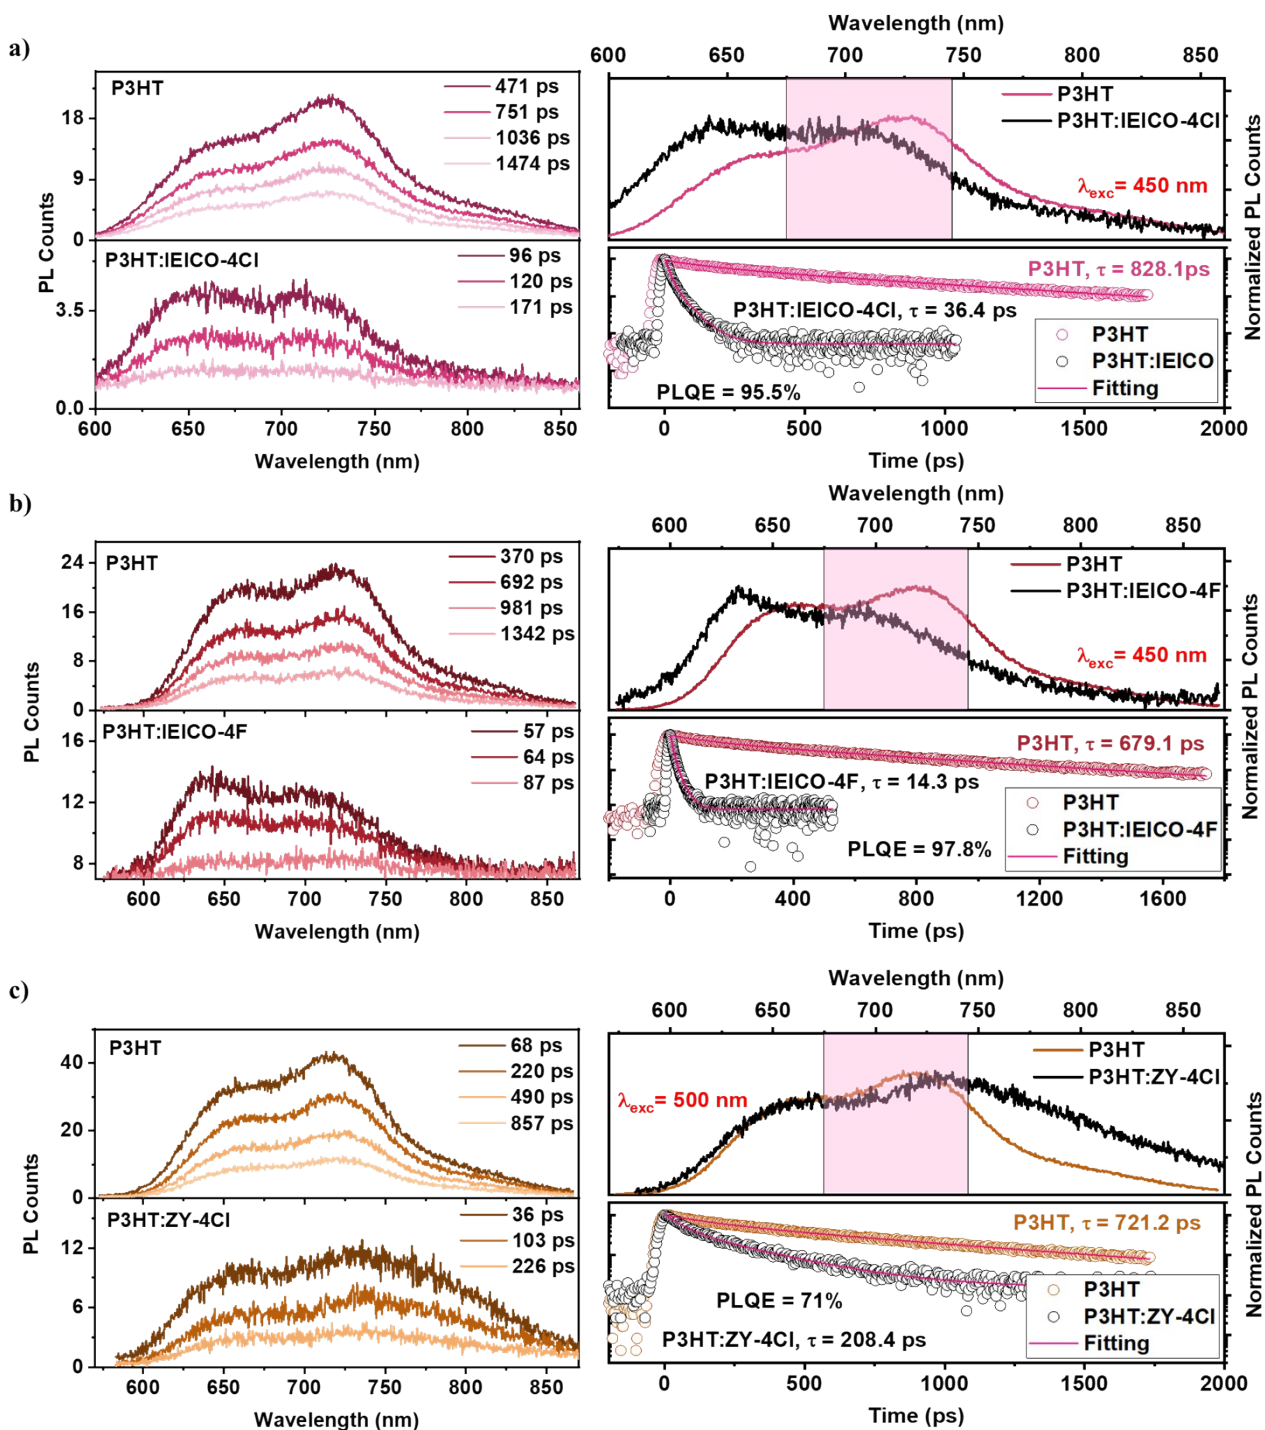 a)
P3HT
471 ps
751 ps
1036 ps
1474 ps
18
9
0
P3HT:IEICO-4Cl
96 ps
120 ps
171 ps
3.5
0.0
PL Counts
600 650 700 750 800 850
Wavelength (nm)
Wavelength (nm)
600 650 700 750 800 850
P3HT
P3HT:IEICO-4Cl
λexc= 450 nm
P3HT, τ = 828.1ps
P3HT:IEICO-4Cl, τ = 36.4 ps
P3HT
P3HT:IEICO
Fitting
PLQE = 95.5%
Normalized PL Counts
0 500 1000 1500 2000
Time (ps)
b)
P3HT
370 ps
692 ps
981 ps
1342 ps
24
16
8
0
P3HT:IEICO-4F
57 ps
64 ps
87 ps
16
12
8
PL Counts
600 650 700 750 800 850
Wavelength (nm)
Wavelength (nm)
600 650 700 750 800 850
P3HT
P3HT:IEICO-4F
λexc= 450 nm
P3HT, τ = 679.1 ps
P3HT:IEICO-4F, τ = 14.3 ps
P3HT
P3HT:IEICO-4F
Fitting
PLQE = 97.8%
Normalized PL Counts
0 400 800 1200 1600
Time (ps)
c)
P3HT
68 ps
220 ps
490 ps
857 ps
40
20
0
P3HT:ZY-4Cl
36 ps
103 ps
226 ps
12
6
0
PL Counts
600 650 700 750 800 850
Wavelength (nm)
Wavelength (nm)
600 650 700 750 800 850
P3HT
P3HT:ZY-4Cl
λexc= 500 nm
P3HT, τ = 721.2 ps
PLQE = 71%
P3HT:ZY-4Cl, τ = 208.4 ps
P3HT
P3HT:ZY-4Cl
Fitting
Normalized PL Counts
0 500 1000 1500 2000
Time (ps)